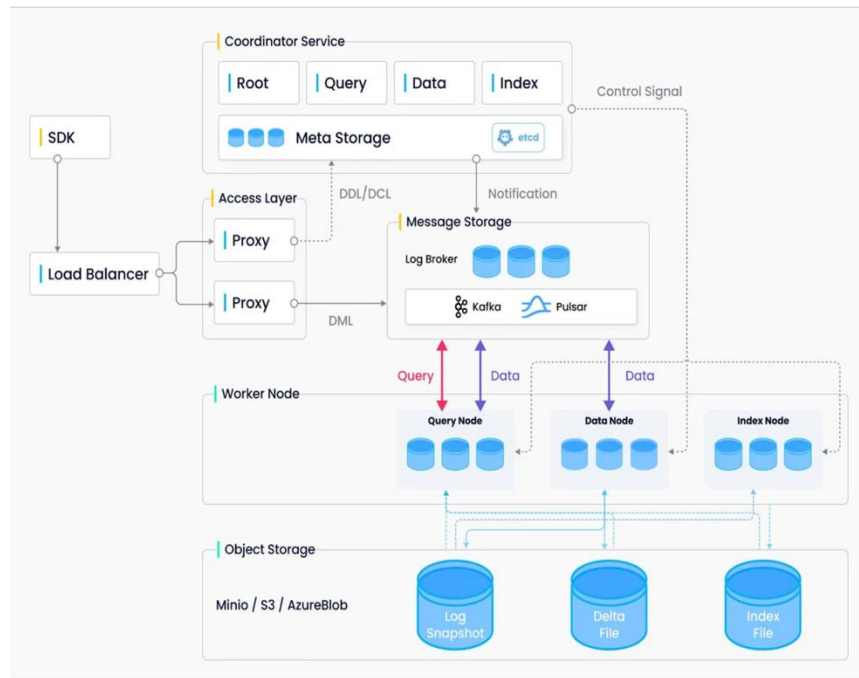 Coordinator Service
Root
Query
Data
Index
Control Signal
Meta Storage
etcd
SDK
DDL/DCL
Notification
Access Layer
Proxy
Message Storage
Log Broker
Load Balancer
Proxy
Kafka
Pulsar
DML
Query
Data
Data
Worker Node
Query Node
Data Node
Index Node
Object Storage
Minio / S3 / AzureBlob
Log
Snapshot
Delta
File
Index
File